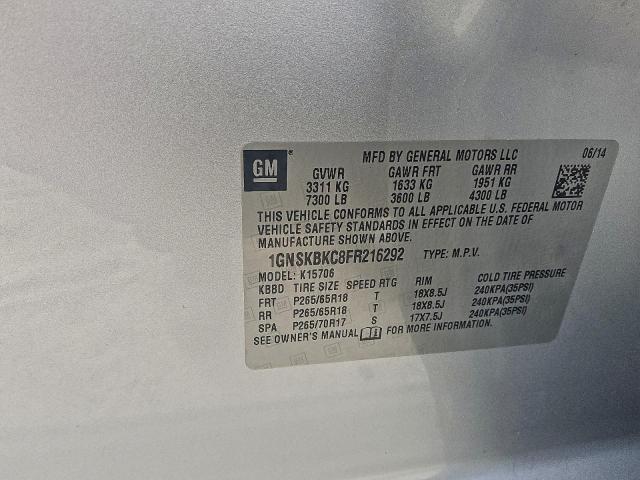 GM
MFD BY GENERAL MOTORS LLC 06/14
GVWR GAWR FRT GAWR RR
3311 KG 1633 KG 1951 KG
7300 LB 3600 LB 4300 LB
THIS VEHICLE CONFORMS TO ALL APPLICABLE U.S. FEDERAL MOTOR
VEHICLE SAFETY STANDARDS IN EFFECT ON THE DATE OF
MANUFACTURE SHOWN ABOVE.
1GNSKBKC8FR216292 TYPE: M.P.V.
MODEL: K15706
KBBD TIRE SIZE SPEED RTG RIM COLD TIRE PRESSURE
FRT P265/65R18 T 18X8.5J 240KPA(35PSI)
RR P265/65R18 T 18X8.5J 240KPA(35PSI)
SPA P265/70R17 S 17X7.5J 240KPA(35PSI)
SEE OWNER'S MANUAL FOR MORE INFORMATION.